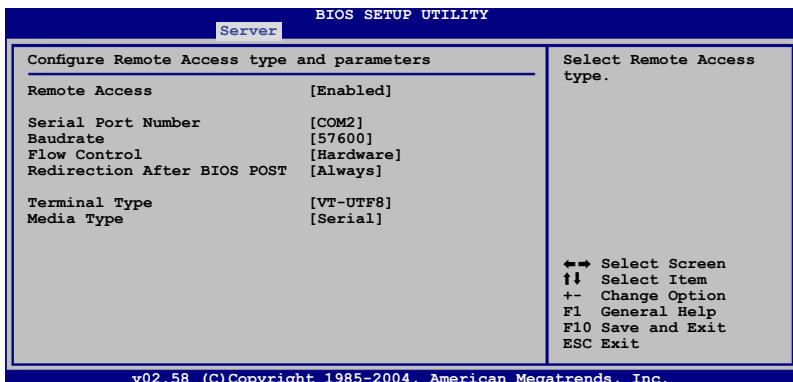 BIOS SETUP UTILITY
Server
Configure Remote Access type and parameters
Remote Access [Enabled]
Serial Port Number [COM2]
Baudrate [57600]
Flow Control [Hardware]
Redirection After BIOS POST [Always]
Terminal Type [VT-UTF8]
Media Type [Serial]
Select Remote Access
type.
←→ Select Screen
↑↓ Select Item
+- Change Option
F1 General Help
F10 Save and Exit
ESC Exit
v02.58 (C)Copyright 1985-2004, American Megatrends, Inc.